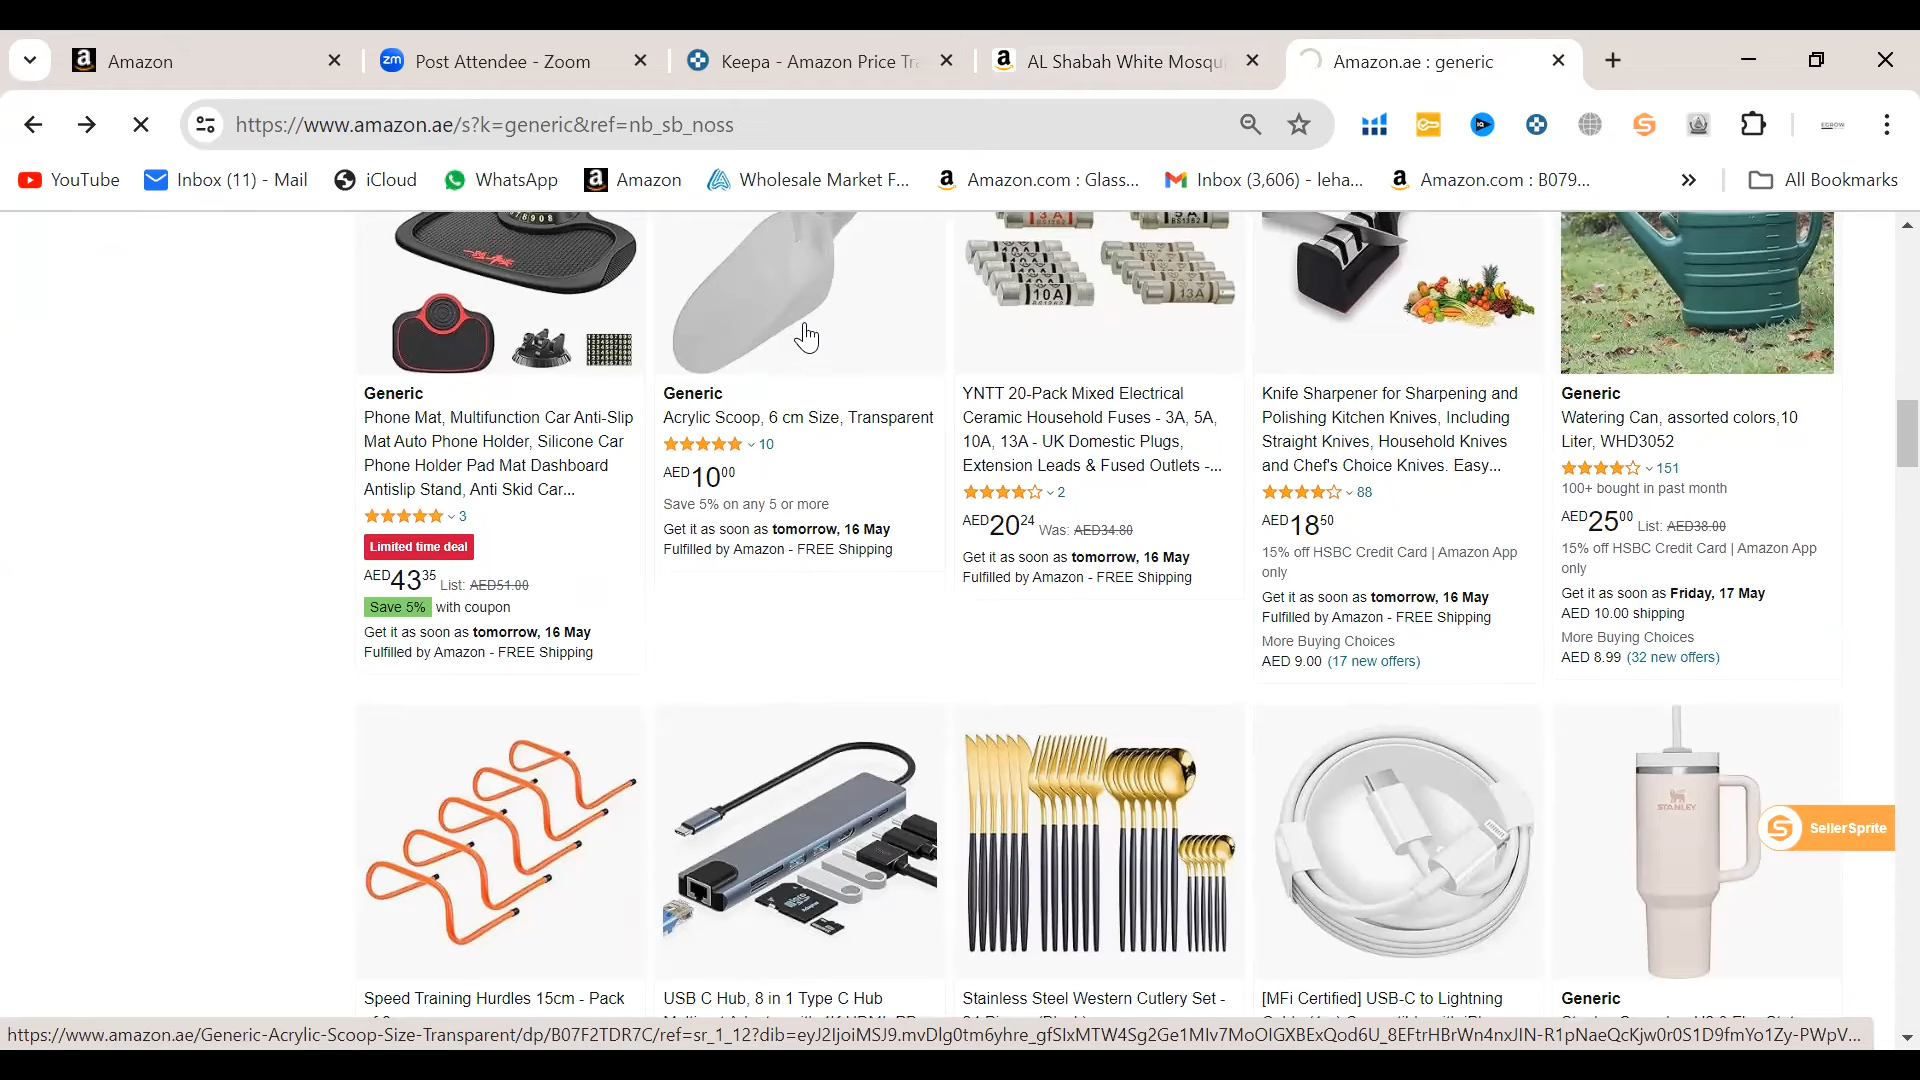 Amazon
Post Attendee - Zoom
Keepa - Amazon Price Tra
AL Shabah White Mosqu
Amazon.ae : generic
https://www.amazon.ae/s?k=generic&ref=nb_sb_noss
YouTube
Inbox (11) - Mail
iCloud
WhatsApp
Amazon
Wholesale Market F...
Amazon.com : Glass...
Inbox (3,606) - leha...
Amazon.com : B079...
All Bookmarks
Generic
Phone Mat, Multifunction Car Anti-Slip
Mat Auto Phone Holder, Silicone Car
Phone Holder Pad Mat Dashboard
Antislip Stand, Anti Skid Car...
3
Limited time deal
AED43 35 List: AED51.00
Save 5% with coupon
Get it as soon as tomorrow, 16 May
Fulfilled by Amazon - FREE Shipping
Generic
Acrylic Scoop, 6 cm Size, Transparent
10
AED10 00
Save 5% on any 5 or more
Get it as soon as tomorrow, 16 May
Fulfilled by Amazon - FREE Shipping
10A
13A
YNTT 20-Pack Mixed Electrical
Ceramic Household Fuses - 3A, 5A,
10A, 13A - UK Domestic Plugs,
Extension Leads & Fused Outlets -...
2
AED20 24 Was: AED34.80
Get it as soon as tomorrow, 16 May
Fulfilled by Amazon - FREE Shipping
Knife Sharpener for Sharpening and
Polishing Kitchen Knives, Including
Straight Knives, Household Knives
and Chef's Choice Knives. Easy...
88
AED18 50
15% off HSBC Credit Card | Amazon App
only
Get it as soon as tomorrow, 16 May
Fulfilled by Amazon - FREE Shipping
More Buying Choices
AED 9.00 (17 new offers)
Generic
Watering Can, assorted colors,10
Liter, WHD3052
151
100+ bought in past month
AED25 00 List: AED38.00
15% off HSBC Credit Card | Amazon App
only
Get it as soon as Friday, 17 May
AED 10.00 shipping
More Buying Choices
AED 8.99 (32 new offers)
STANLEY
SellerSprite
Speed Training Hurdles 15cm - Pack
USB C Hub, 8 in 1 Type C Hub
Stainless Steel Western Cutlery Set -
[MFi Certified] USB-C to Lightning
Generic
https://www.amazon.ae/Generic-Acrylic-Scoop-Size-Transparent/dp/B07F2TDR7C/ref=sr_1_12?dib=eyJ2IjoiMSJ9.mvDlg0tm6yhre_gfSIxMTW4Sg2Ge1MIv7MoOIGXBExQod6U_8EFtrHBrWn4nxJIN-R1pNaeQcKjw0r0S1D9fmYo1Zy-PWpV...